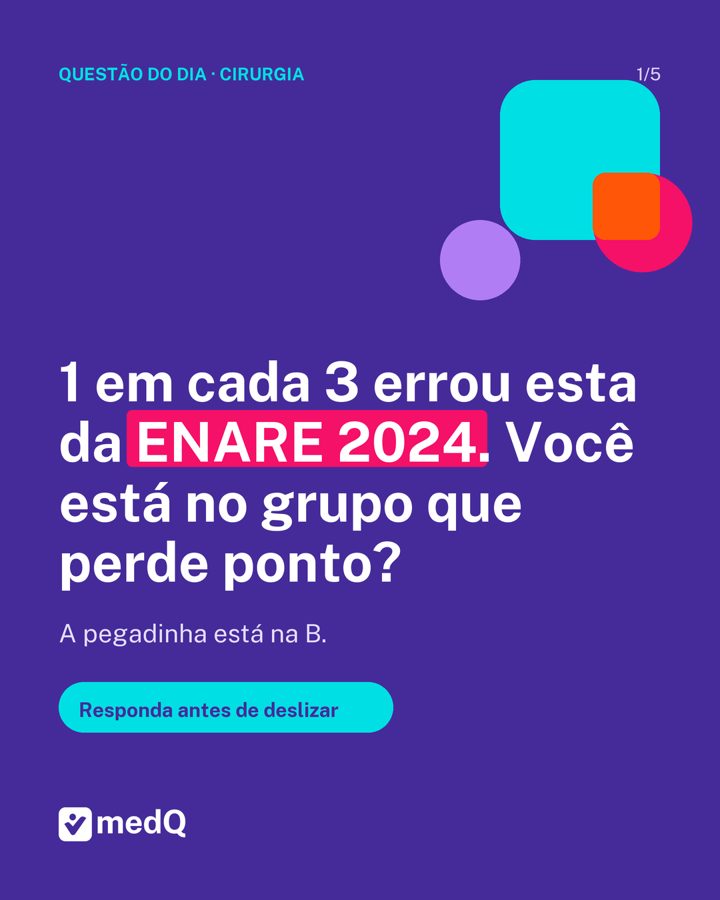 QUESTÃO DO DIA · CIRURGIA
1/5
1 em cada 3 errou esta
da ENARE 2024. Você
está no grupo que
perde ponto?
A pegadinha está na B.
Responda antes de deslizar
medQ